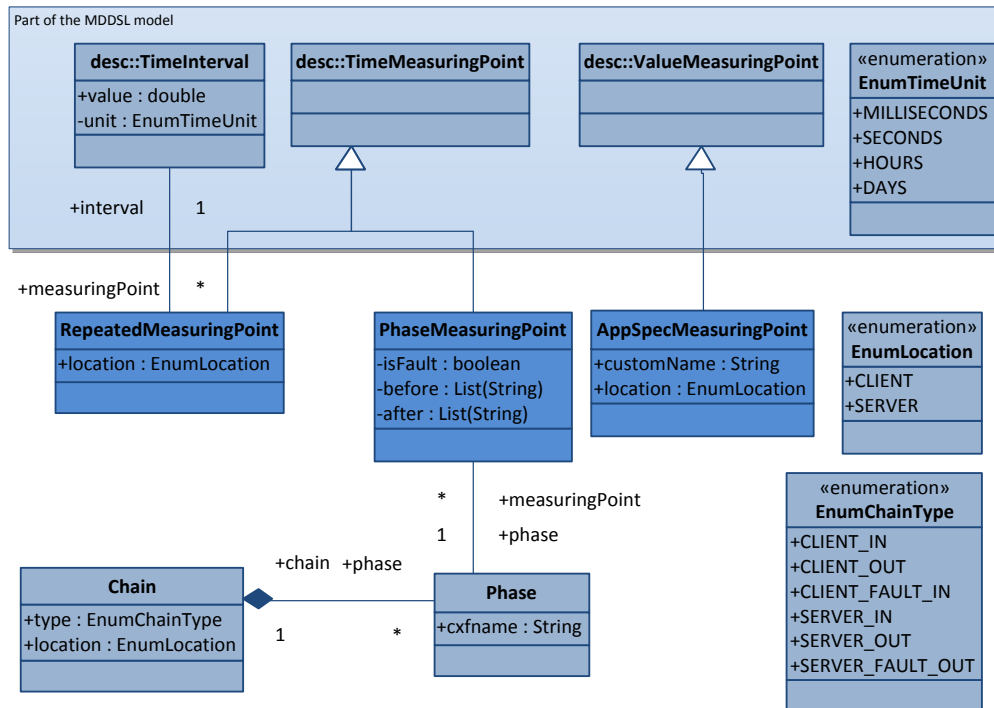 Part of the MDDSL model
desc::TimeInterval
+value : double
-unit : EnumTimeUnit
desc::TimeMeasuringPoint
desc::ValueMeasuringPoint
«enumeration»
EnumTimeUnit
+MILLISECONDS
+SECONDS
+HOURS
+DAYS
+interval
1
+measuringPoint
*
RepeatedMeasuringPoint
+location : EnumLocation
PhaseMeasuringPoint
-isFault : boolean
-before : List(String)
-after : List(String)
AppSpecMeasuringPoint
+customName : String
+location : EnumLocation
«enumeration»
EnumLocation
+CLIENT
+SERVER
*
+measuringPoint
1
+phase
«enumeration»
EnumChainType
+CLIENT_IN
+CLIENT_OUT
+CLIENT_FAULT_IN
+SERVER_IN
+SERVER_OUT
+SERVER_FAULT_OUT
Chain
+type : EnumChainType
+location : EnumLocation
+chain
+phase
1
*
Phase
+cxfname : String